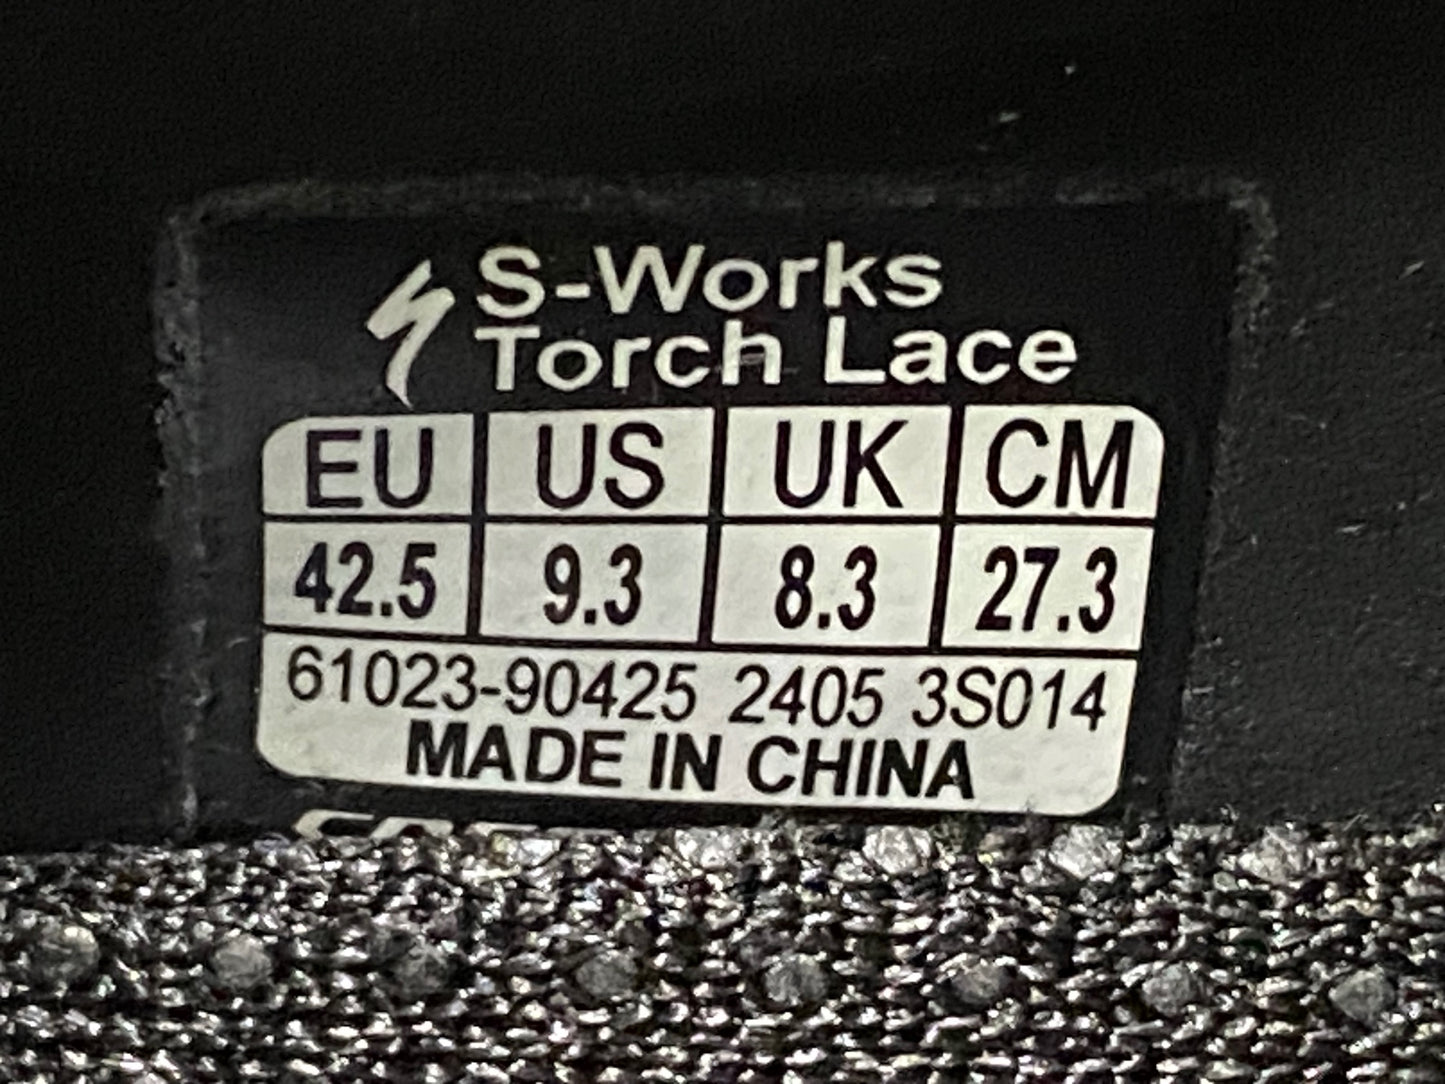 S-Works
Torch Lace
EU US UK CM
42.5 9.3 8.3 27.3
61023-90425 2405 3S014
MADE IN CHINA